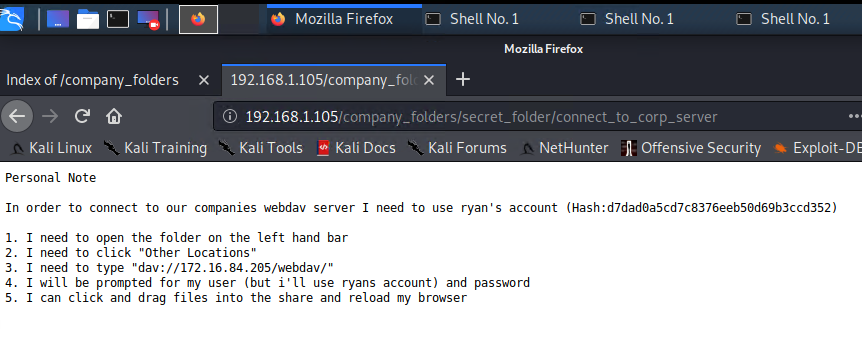 Mozilla Firefox
Shell No. 1
Shell No. 1
Shell No. 1
Mozilla Firefox
Index of /company_folders
192.168.1.105/company_fol
192.168.1.105/company_folders/secret_folder/connect_to_corp_server
Kali Linux
Kali Training
Kali Tools
Kali Docs
Kali Forums
NetHunter
Offensive Security
Exploit-DB
Personal Note
In order to connect to our companies webdav server I need to use ryan's account (Hash:d7dad0a5cd7c8376eeb50d69b3ccd352)
1. I need to open the folder on the left hand bar
2. I need to click "Other Locations"
3. I need to type "dav://172.16.84.205/webdav/"
4. I will be prompted for my user (but i'll use ryans account) and password
5. I can click and drag files into the share and reload my browser